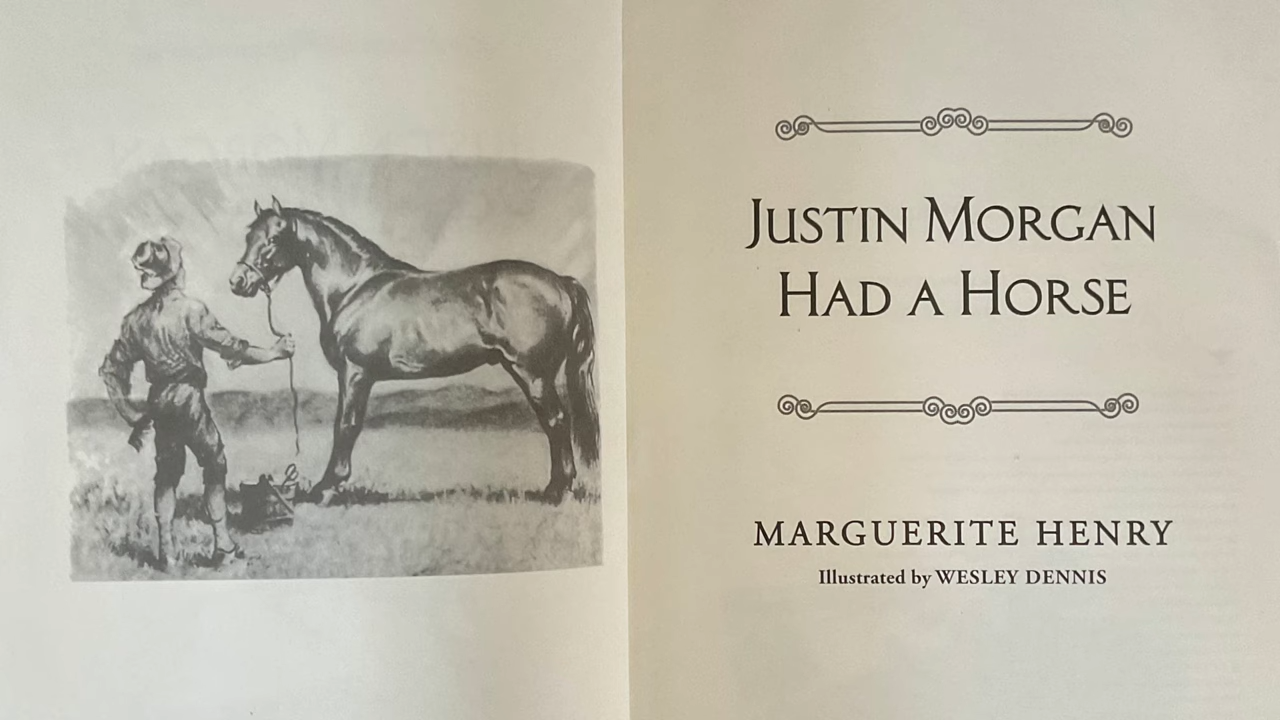 JUSTIN MORGAN
HAD A HORSE
MARGUERITE HENRY
Illustrated by WESLEY DENNIS